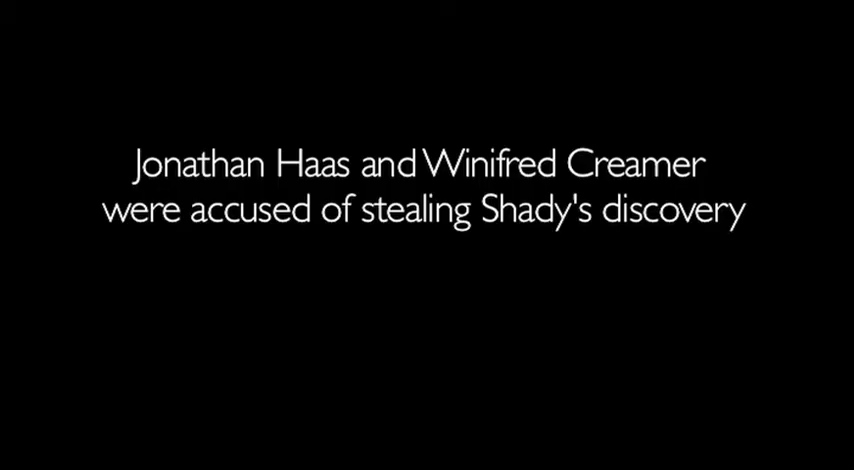 Jonathan Haas and Winifred Creamer
were accused of stealing Shady's discovery